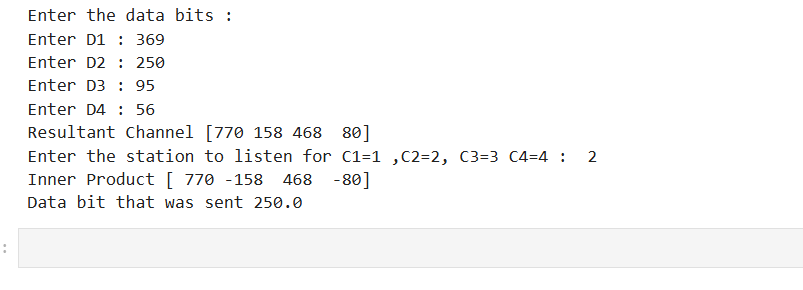 Enter the data bits :
Enter D1 : 369
Enter D2 : 250
Enter D3 : 95
Enter D4 : 56
Resultant Channel [770 158 468  80]
Enter the station to listen for C1=1 ,C2=2, C3=3 C4=4 :  2
Inner Product [ 770 -158  468  -80]
Data bit that was sent 250.0
: